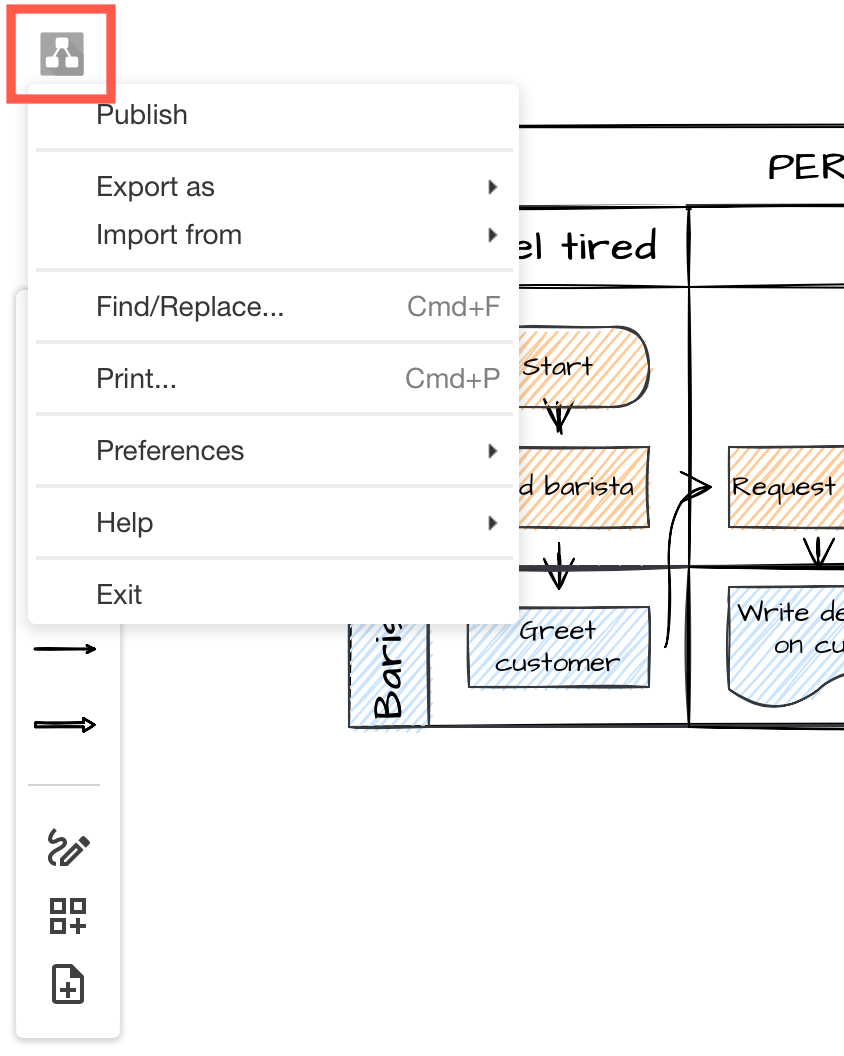 Publish
Export as
Import from
Find/Replace... Cmd+F
Print... Cmd+P
Preferences
Help
Exit
PER
el tired
Start
d barista
Request
Greet
customer
Write de
on cu
Baris